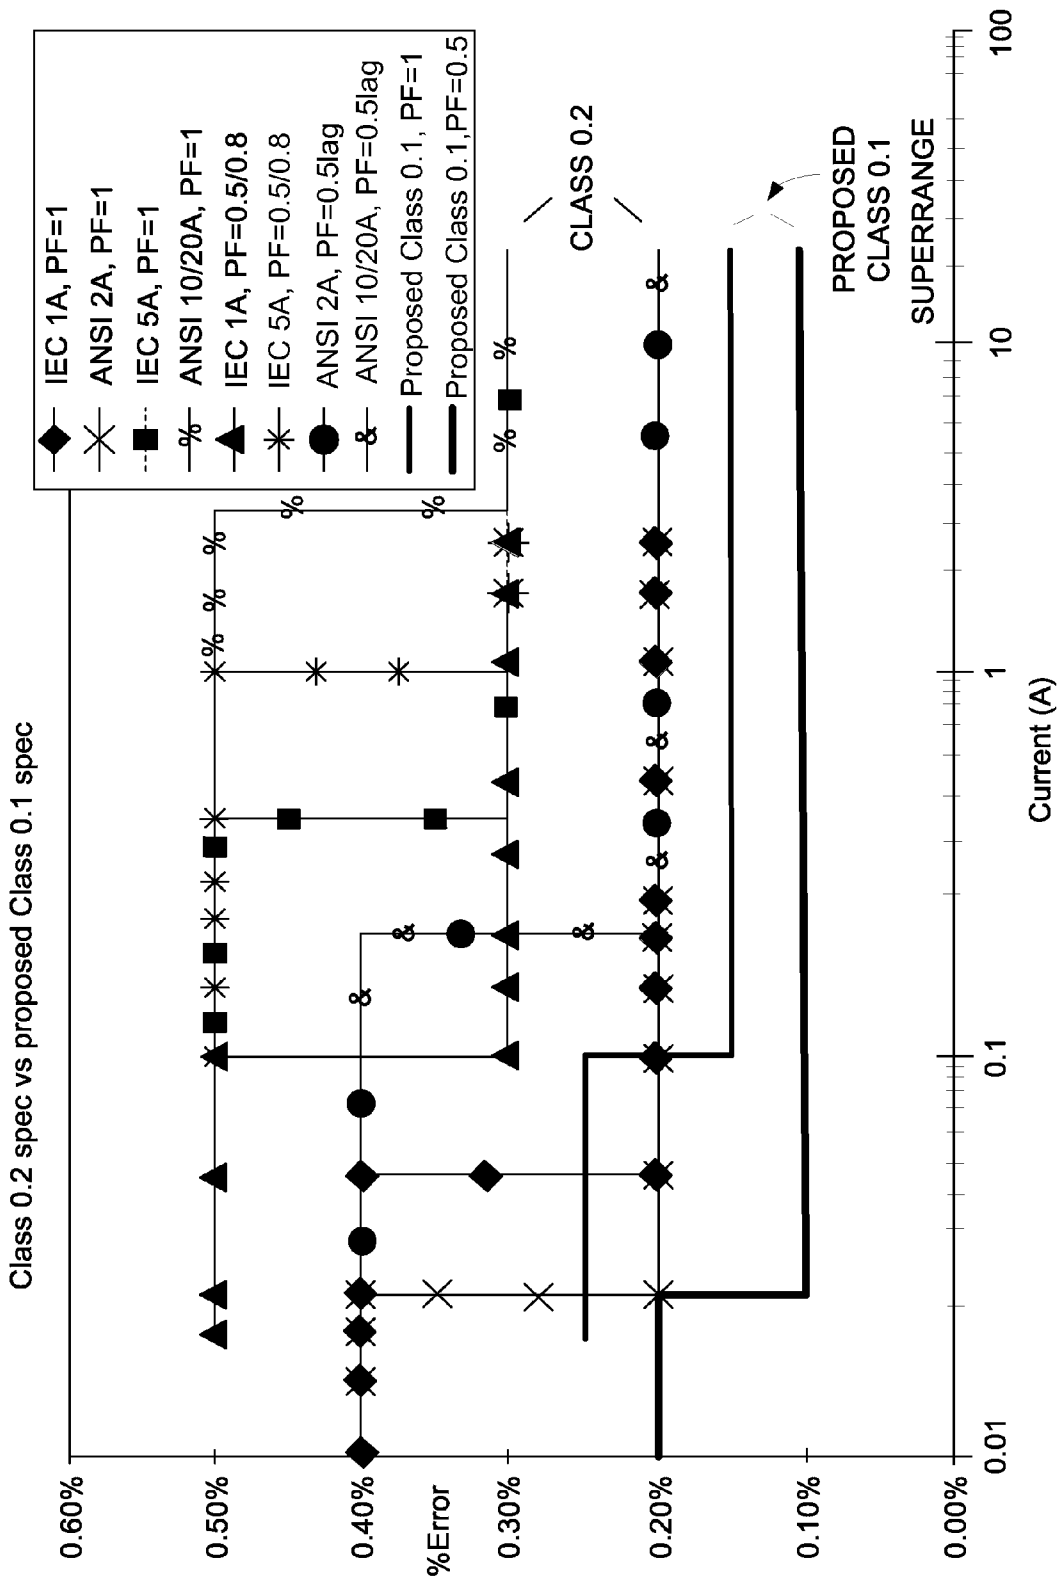 Class 0.2 spec vs proposed Class 0.1 spec
0.60%
0.50%
0.40%
0.30%
0.20%
0.10%
0.00%
%Error
0.01
0.1
1
10
100
Current (A)
IEC 1A, PF=1
ANSI 2A, PF=1
IEC 5A, PF=1
% ANSI 10/20A, PF=1
IEC 1A, PF=0.5/0.8
IEC 5A, PF=0.5/0.8
ANSI 2A, PF=0.5lag
& ANSI 10/20A, PF=0.5lag
Proposed Class 0.1, PF=1
Proposed Class 0.1,PF=0.5
CLASS 0.2
PROPOSED
CLASS 0.1
SUPERRANGE